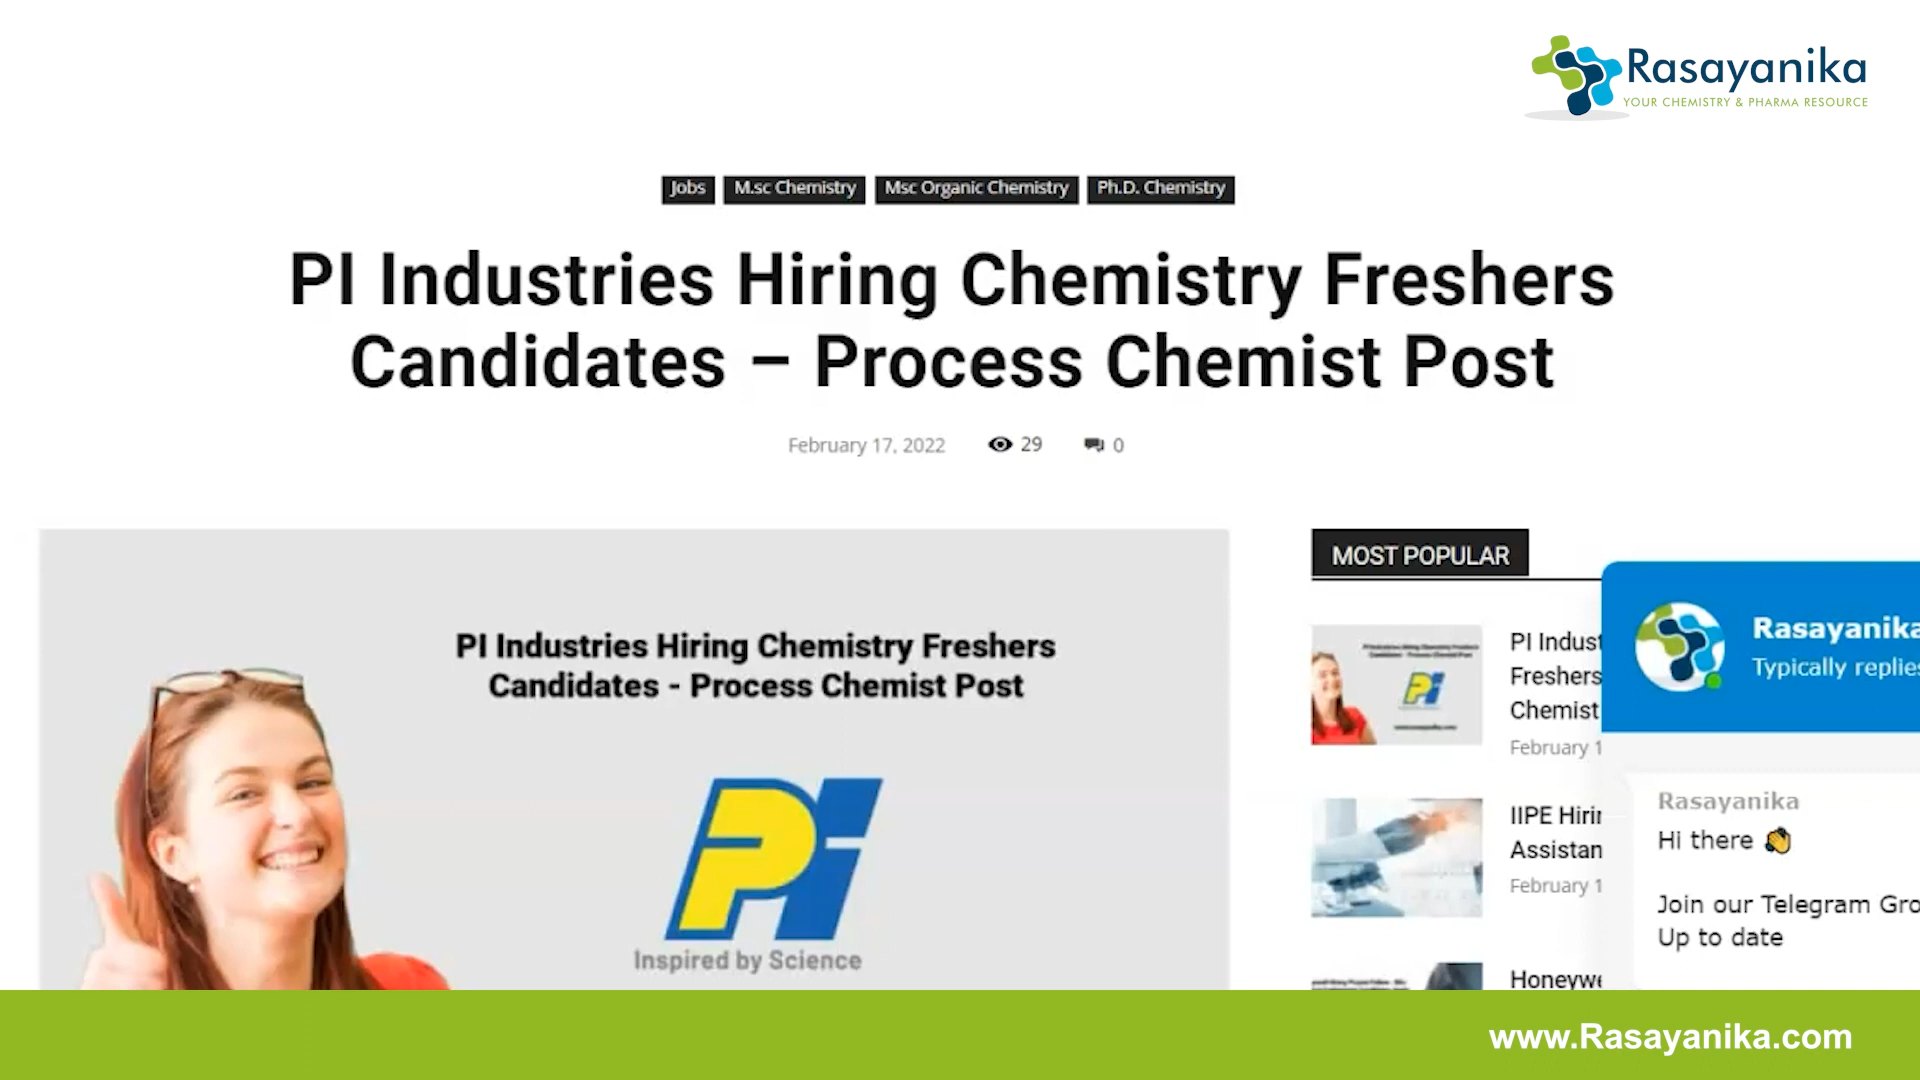 Rasayanika
YOUR CHEMISTRY & PHARMA RESOURCE
Jobs
M.sc Chemistry
Msc Organic Chemistry
Ph.D. Chemistry
PI Industries Hiring Chemistry Freshers
Candidates – Process Chemist Post
February 17, 2022
29
0
PI Industries Hiring Chemistry Freshers
Candidates - Process Chemist Post
Pi
Inspired by Science
MOST POPULAR
PI Indust
Freshers
Chemist
February 1
IIPE Hirin
Assistan
February 1
Honeywe
Rasayanika
Typically replies
Rasayanika
Hi there 👏
Join our Telegram Gro
Up to date
www.Rasayanika.com